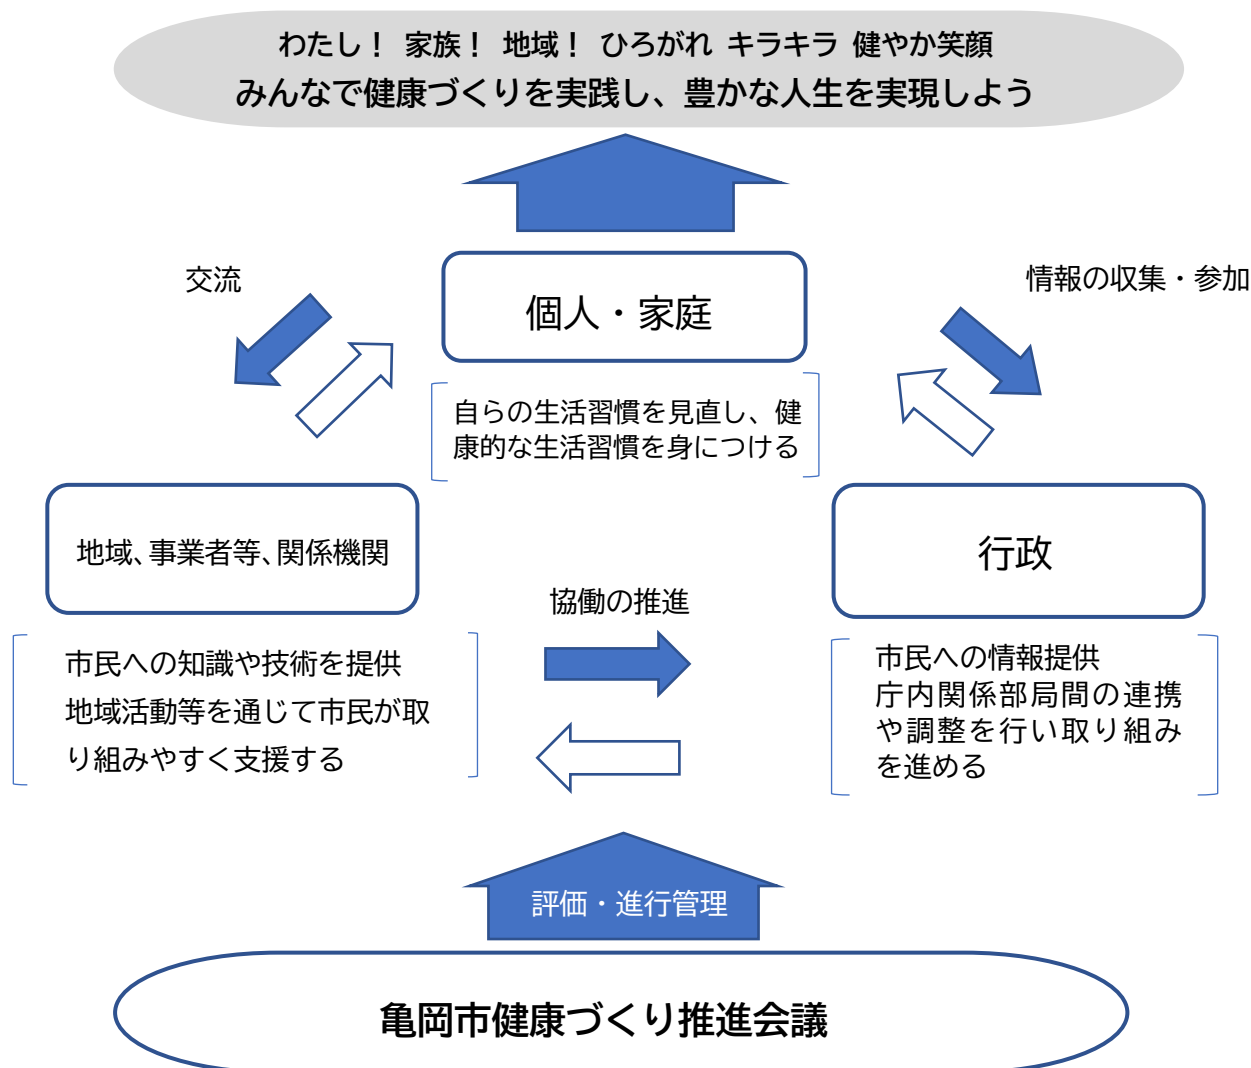 わたし！ 家族！ 地域！ ひろがれ キラキラ 健やか笑顔
みんなで健康づくりを実践し、豊かな人生を実現しよう
交流
情報の収集・参加
個人・家庭
自らの生活習慣を見直し、健
康的な生活習慣を身につける
地域、事業者等、関係機関
行政
協働の推進
市民への知識や技術を提供
地域活動等を通じて市民が取
り組みやすく支援する
市民への情報提供
庁内関係部局間の連携
や調整を行い取り組み
を進める
評価・進行管理
亀岡市健康づくり推進会議